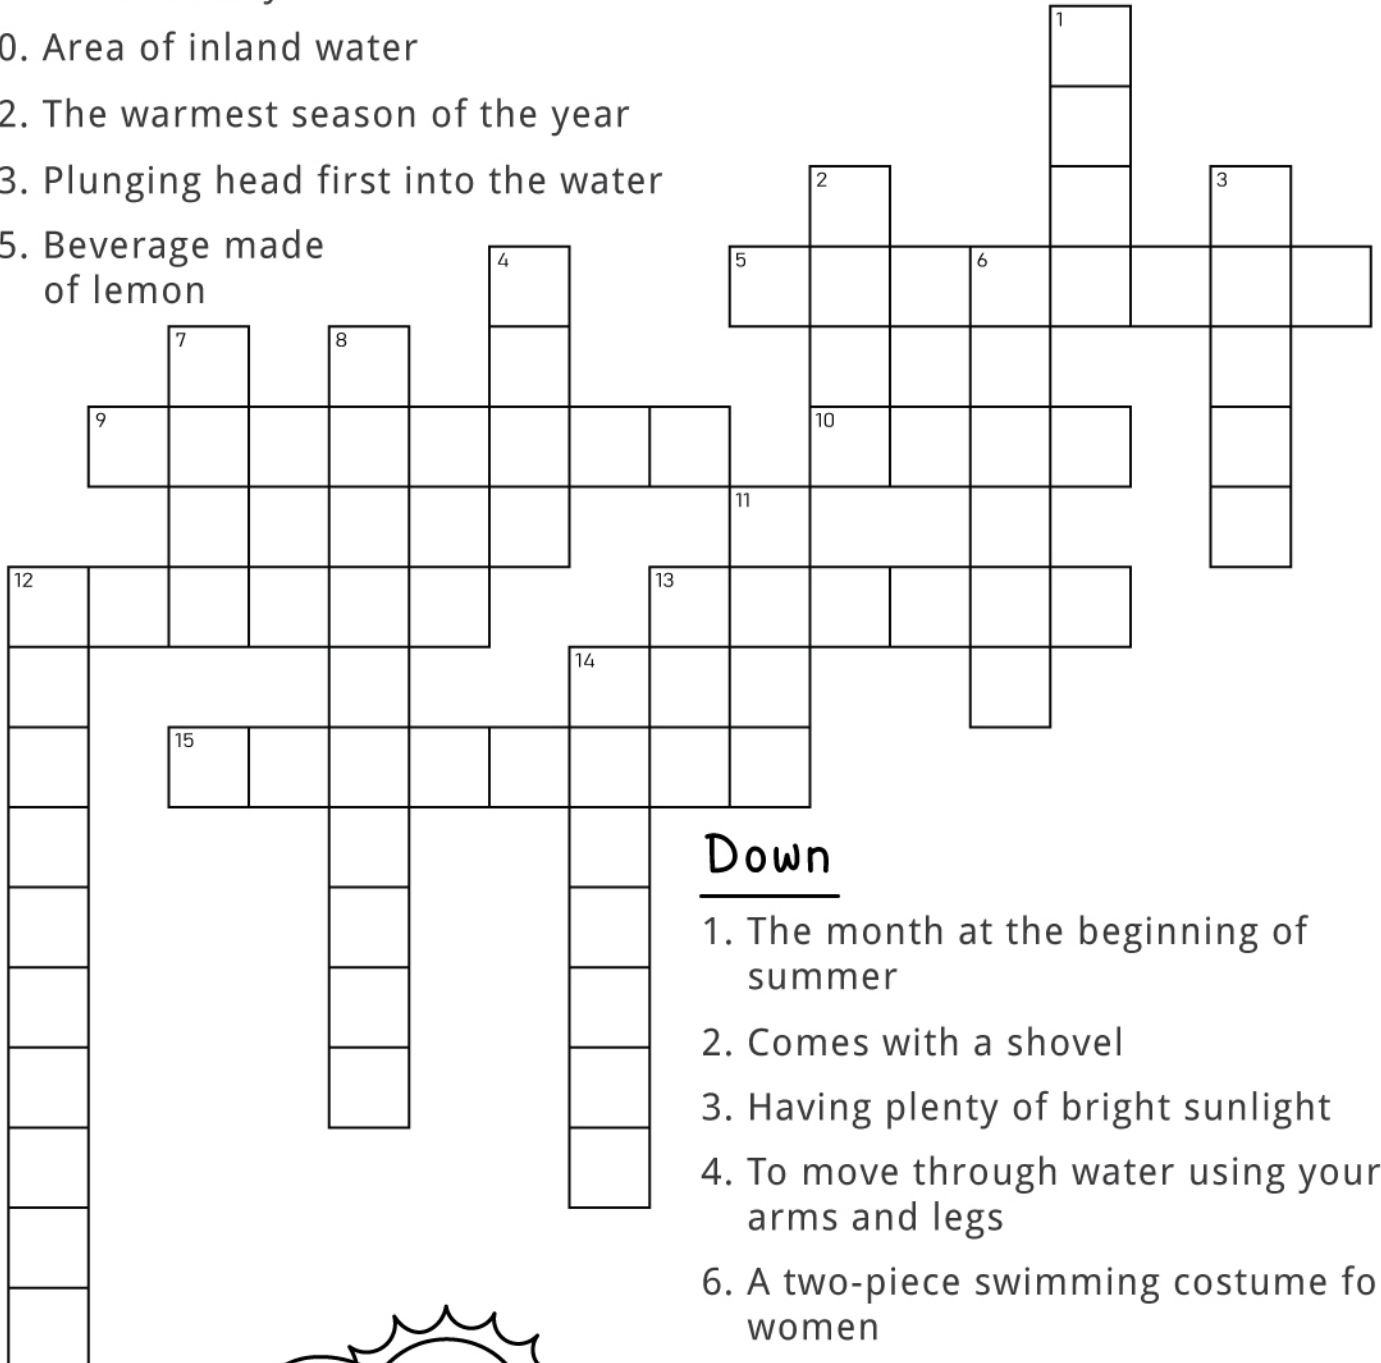 0. Area of inland water
2. The warmest season of the year
3. Plunging head first into the water
5. Beverage made
of lemon
1
2
3
4
5
6
7
8
9
10
11
12
13
14
15
Down
1. The month at the beginning of
summer
2. Comes with a shovel
3. Having plenty of bright sunlight
4. To move through water using your
arms and legs
6. A two-piece swimming costume fo
women